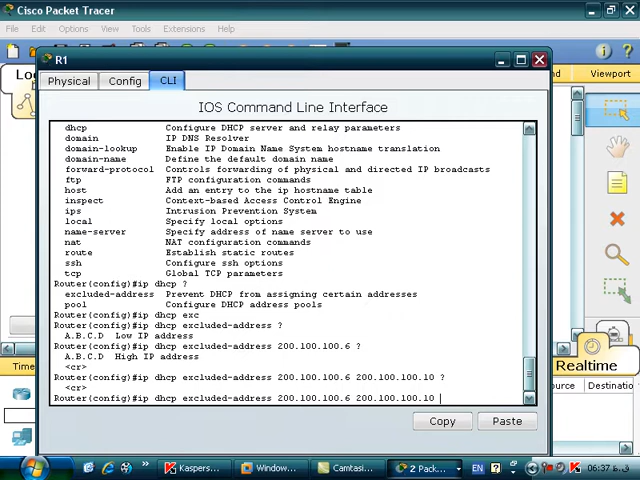 Cisco Packet Tracer
File Edit Options View Tools Extensions Help
R1
Viewport
Physical Config CLI
IOS Command Line Interface
dhcp Configure DHCP server and relay parameters
domain IP DNS Resolver
domain-lookup Enable IP Domain Name System hostname translation
domain-name Define the default domain name
forward-protocol Controls forwarding of physical and directed IP broadcasts
ftp FTP configuration commands
host Add an entry to the ip hostname table
inspect Context-based Access Control Engine
ips Intrusion Prevention System
local Specify local options
name-server Specify address of name server to use
nat NAT configuration commands
route Establish static routes
ssh Configure ssh options
tcp Global TCP parameters
Router(config)#ip dhcp ?
excluded-address Prevent DHCP from assigning certain addresses
pool Configure DHCP address pools
Router(config)#ip dhcp exc
Router(config)#ip dhcp excluded-address ?
A.B.C.D Low IP address
Router(config)#ip dhcp excluded-address 200.100.100.6 ?
A.B.C.D High IP address
<cr>
Router(config)#ip dhcp excluded-address 200.100.100.6 200.100.100.10 ?
<cr>
Router(config)#ip dhcp excluded-address 200.100.100.6 200.100.100.10
Copy Paste
Realtime
Kaspers... Window... Camtasi... 2 Pack... EN 06:37